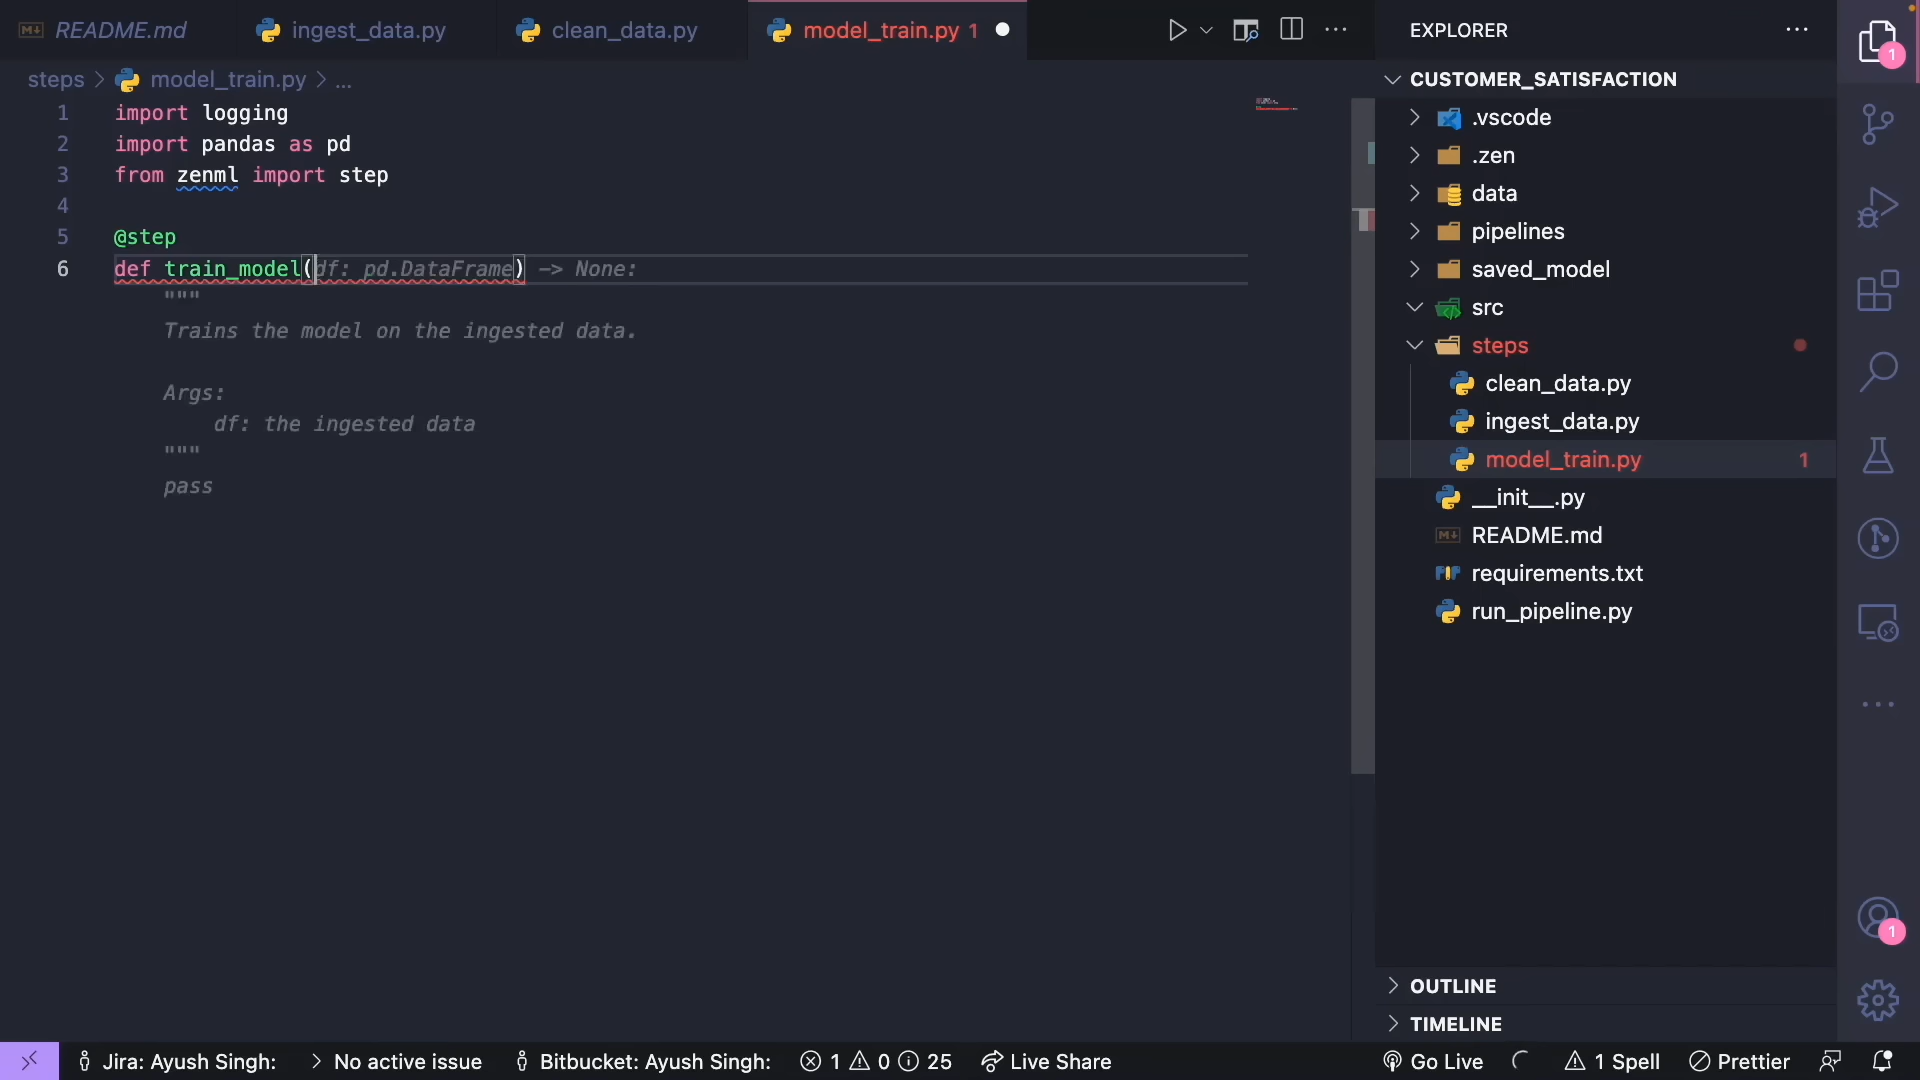 README.md
ingest_data.py
clean_data.py
model_train.py 1
steps > model_train.py > ...
1 import logging
2 import pandas as pd
3 from zenml import step
4
5 @step
6 def train_model(df: pd.DataFrame) -> None:
"""
Trains the model on the ingested data.
Args:
df: the ingested data
"""
pass
EXPLORER
CUSTOMER_SATISFACTION
.vscode
.zen
data
pipelines
saved_model
src
steps
clean_data.py
ingest_data.py
model_train.py 1
__init__.py
README.md
requirements.txt
run_pipeline.py
OUTLINE
TIMELINE
1
1
Jira: Ayush Singh: > No active issue Bitbucket: Ayush Singh: 1 0 25 Live Share Go Live 1 Spell Prettier